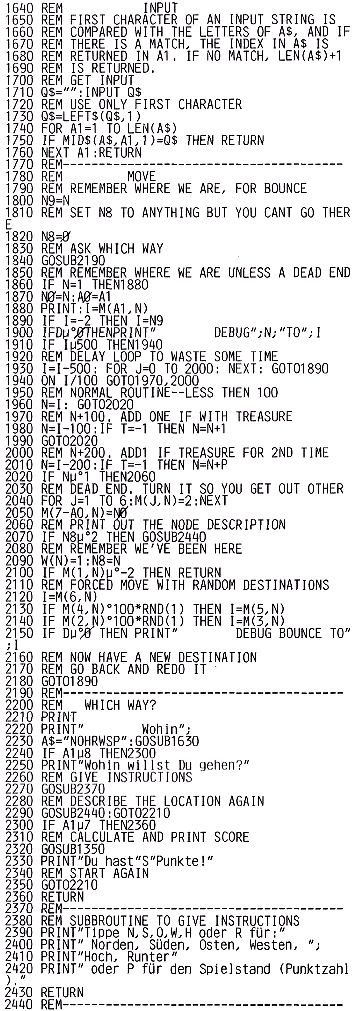 1640 REM INPUT
1650 REM FIRST CHARACTER OF AN INPUT STRING IS
1660 REM COMPARED WITH THE LETTERS OF A$, AND IF
1670 REM THERE IS A MATCH, THE INDEX IN A$ IS
1680 REM RETURNED IN A1. IF NO MATCH, LEN(A$)+1
1690 REM IS RETURNED.
1700 REM GET INPUT
1710 Q$="":INPUT Q$
1720 REM USE ONLY FIRST CHARACTER
1730 Q$=LEFT$(Q$,1)
1740 FOR A1=1 TO LEN(A$)
1750 IF MID$(A$,A1,1)=Q$ THEN RETURN
1760 NEXT A1:RETURN
1770 REM--------------------------------
1780 REM MOVE
1790 REM REMEMBER WHERE WE ARE, FOR BOUNCE
1800 N9=N
1810 REM SET N8 TO ANYTHING BUT YOU CANT GO THER
E
1820 N8=0
1830 REM ASK WHICH WAY
1840 GOSUB2190
1850 REM REMEMBER WHERE WE ARE UNLESS A DEAD END
1860 IF N=1 THEN1880
1870 N0=N:A0=A1
1880 PRINT:I=M(A1,N)
1890 IF I=-2 THEN I=N9
1900 IFDµ°0THENPRINT" DEBUG";N;"TO";I
1910 IF Iµ500 THEN1940
1920 REM DELAY LOOP TO WASTE SOME TIME
1930 I=I-500: FOR J=0 TO 2000: NEXT: GOTO1890
1940 ON I/100 GOTO1970,2000
1950 REM NORMAL ROUTINE--LESS THEN 100
1960 N=I: GOTO2020
1970 REM N+100, ADD ONE IF WITH TREASURE
1980 N=I-100:IF T=-1 THEN N=N+1
1990 GOTO2020
2000 REM N+200, ADD1 IF TREASURE FOR 2ND TIME
2010 N=I-200:IF T=-1 THEN N=N+P
2020 IF Nµ°1 THEN2060
2030 REM DEAD END. TURN IT SO YOU GET OUT OTHER
2040 FOR J=1 TO 6:M(J,N)=2:NEXT
2050 M(7-A0,N)=N0
2060 REM PRINT OUT THE NODE DESCRIPTION
2070 IF N8µ°2 THEN GOSUB2440
2080 REM REMEMBER WE'VE BEEN HERE
2090 W(N)=1:N8=N
2100 IF M(1,N)µ°-2 THEN RETURN
2110 REM FORCED MOVE WITH RANDOM DESTINATIONS
2120 I=M(6,N)
2130 IF M(4,N)°100*RND(1) THEN I=M(5,N)
2140 IF M(2,N)°100*RND(1) THEN I=M(3,N)
2150 IF Dµ°0 THEN PRINT" DEBUG BOUNCE TO"
;I
2160 REM NOW HAVE A NEW DESTINATION
2170 REM GO BACK AND REDO IT
2180 GOTO1890
2190 REM--------------------------------
2200 REM WHICH WAY?
2210 PRINT
2220 PRINT" Wohin";
2230 A$="NOHRWSP":GOSUB1630
2240 IF A1µ8 THEN2300
2250 PRINT"Wohin willst Du gehen?"
2260 REM GIVE INSTRUCTIONS
2270 GOSUB2370
2280 REM DESCRIBE THE LOCATION AGAIN
2290 GOSUB2440:GOTO2210
2300 IF A1µ7 THEN2360
2310 REM CALCULATE AND PRINT SCORE
2320 GOSUB1350
2330 PRINT"Du hast"S"Punkte!"
2340 REM START AGAIN
2350 GOTO2210
2360 RETURN
2370 REM--------------------------------
2380 REM SUBBROUTINE TO GIVE INSTRUCTIONS
2390 PRINT"Tippe N,S,O,W,H oder R für:"
2400 PRINT" Norden, Süden, Osten, Westen, ";
2410 PRINT"Hoch, Runter"
2420 PRINT" oder P für den Spielstand (Punktzahl
)."
2430 RETURN
2440 REM--------------------------------